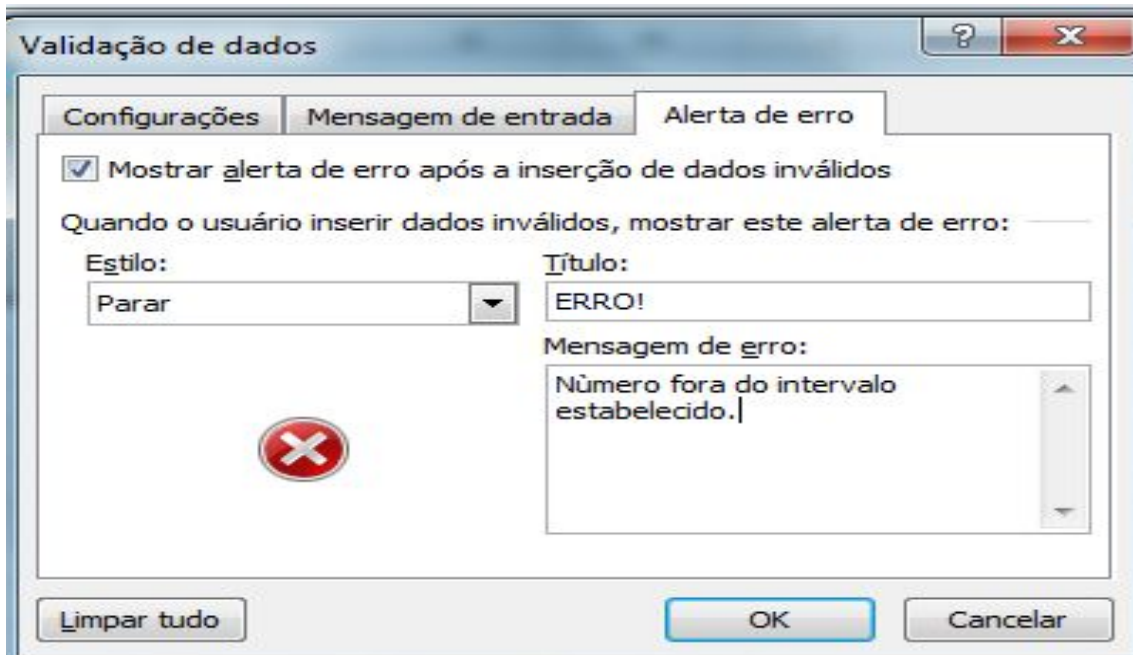 Validação de dados
Configurações
Mensagem de entrada
Alerta de erro
Mostrar alerta de erro após a inserção de dados inválidos
Quando o usuário inserir dados inválidos, mostrar este alerta de erro:
Estilo:
Parar
Título:
ERRO!
Mensagem de erro:
Nùmero fora do intervalo
estabelecido.
Limpar tudo
OK
Cancelar